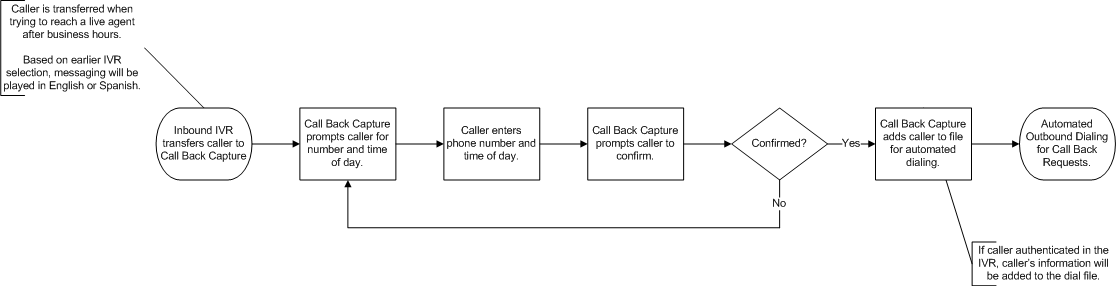 Caller is transferred when
trying to reach a live agent
after business hours.
Based on earlier IVR
selection, messaging will be
played in English or Spanish.
Inbound IVR
transfers caller to
Call Back Capture
Call Back Capture
prompts caller for
number and time
of day.
Caller enters
phone number and
time of day.
Call Back Capture
prompts caller to
confirm.
Confirmed?
Yes
No
Call Back Capture
adds caller to file
for automated
dialing.
Automated
Outbound Dialing
for Call Back
Requests.
If caller authenticated in the
IVR, caller's information will
be added to the dial file.